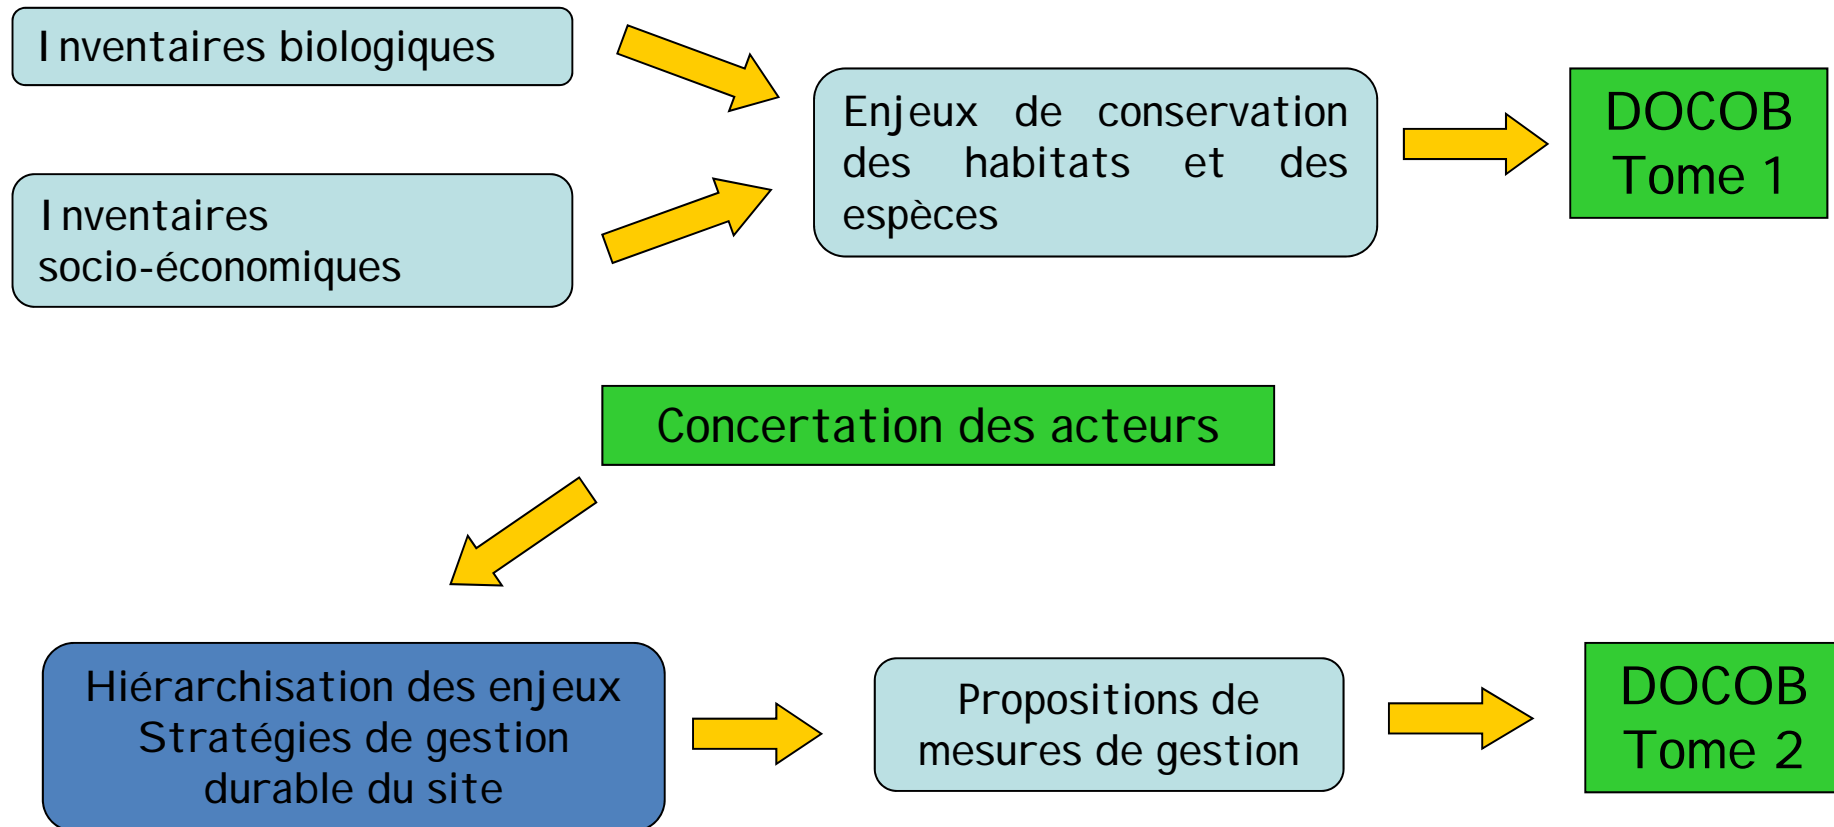 Inventaires biologiques
Inventaires
socio-économiques
Enjeux de conservation
des habitats et des
espèces
DOCOB
Tome 1
Concertation des acteurs
Hiérarchisation des enjeux
Stratégies de gestion
durable du site
Propositions de
mesures de gestion
DOCOB
Tome 2